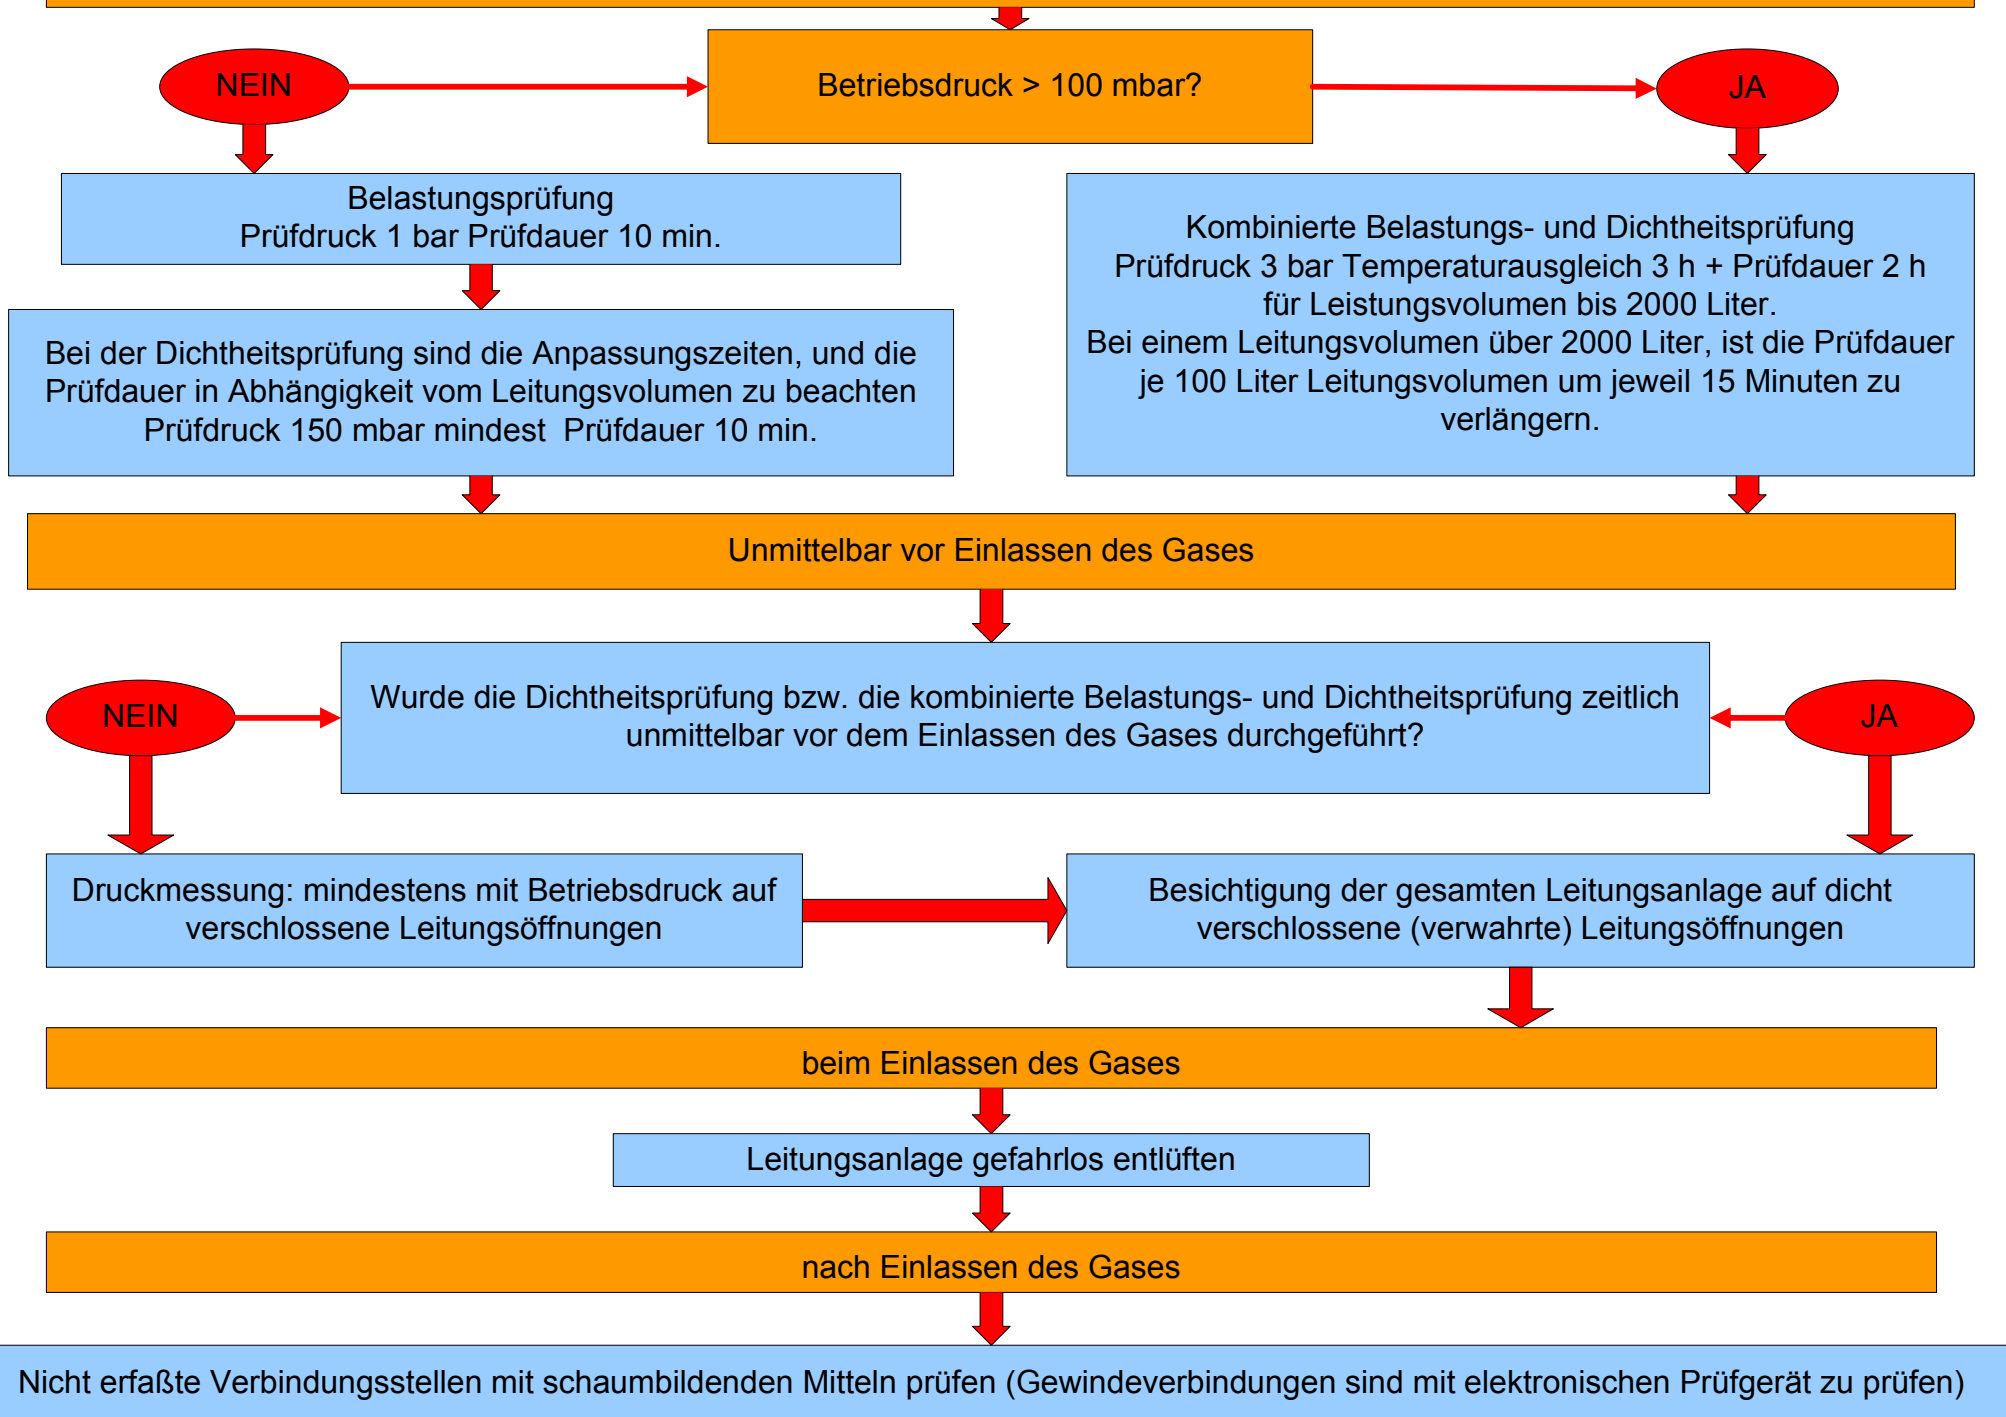 NEIN
Betriebsdruck > 100 mbar?
JA
Belastungsprüfung
Prüfdruck 1 bar Prüfdauer 10 min.
Kombinierte Belastungs- und Dichtheitsprüfung
Prüfdruck 3 bar Temperaturausgleich 3 h + Prüfdauer 2 h
für Leistungsvolumen bis 2000 Liter.
Bei einem Leitungsvolumen über 2000 Liter, ist die Prüfdauer
je 100 Liter Leitungsvolumen um jeweil 15 Minuten zu
verlängern.
Bei der Dichtheitsprüfung sind die Anpassungszeiten, und die
Prüfdauer in Abhängigkeit vom Leitungsvolumen zu beachten
Prüfdruck 150 mbar mindest  Prüfdauer 10 min.
Unmittelbar vor Einlassen des Gases
NEIN
Wurde die Dichtheitsprüfung bzw. die kombinierte Belastungs- und Dichtheitsprüfung zeitlich
unmittelbar vor dem Einlassen des Gases durchgeführt?
JA
Druckmessung: mindestens mit Betriebsdruck auf
verschlossene Leitungsöffnungen
Besichtigung der gesamten Leitungsanlage auf dicht
verschlossene (verwahrte) Leitungsöffnungen
beim Einlassen des Gases
Leitungsanlage gefahrlos entlüften
nach Einlassen des Gases
Nicht erfaßte Verbindungsstellen mit schaumbildenden Mitteln prüfen (Gewindeverbindungen sind mit elektronischen Prüfgerät zu prüfen)